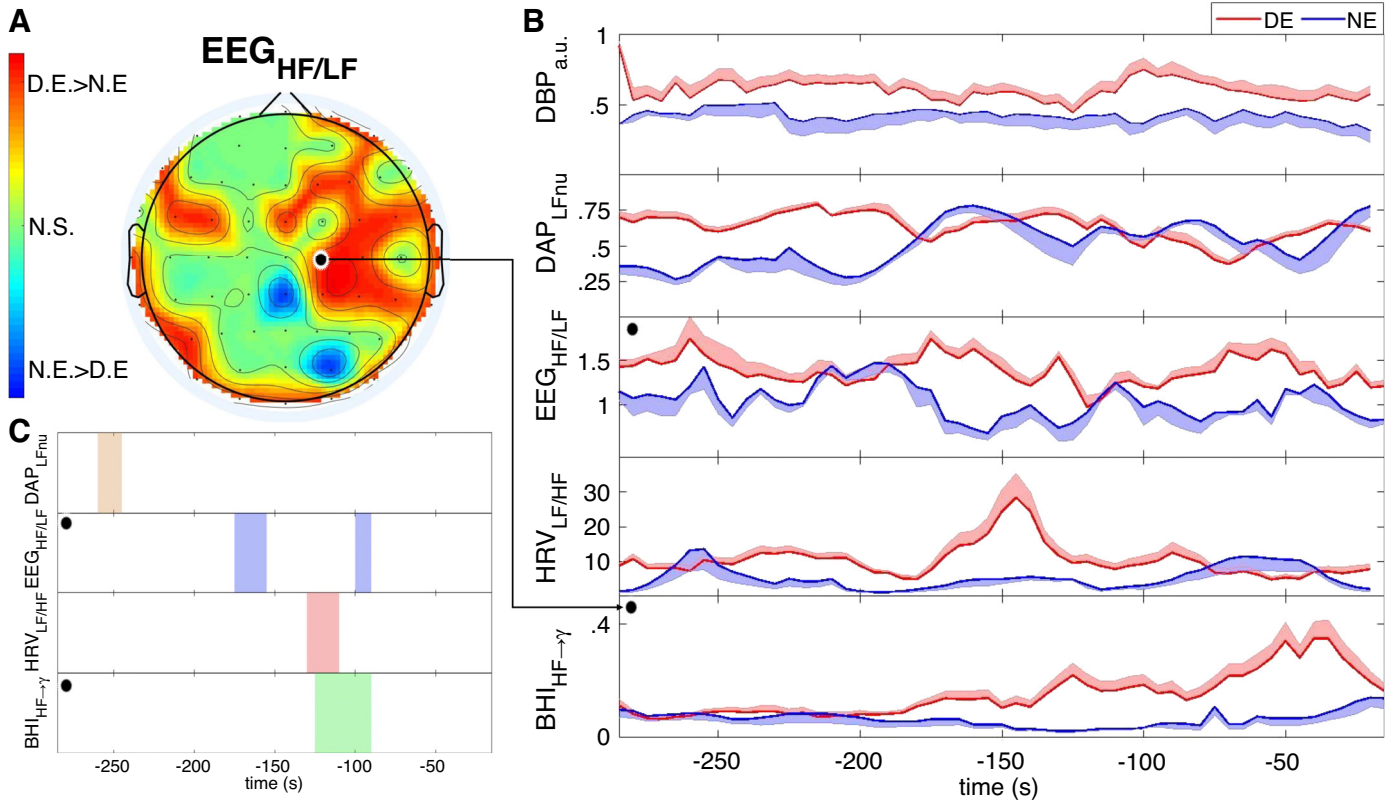 A
EEG HF/LF
D.E.>N.E
N.S.
N.E.>D.E
B
DE NE
DBP a.u.
1
.5
DAP LFnu
.75
.5
.25
EEG HF/LF
1.5
1
HRV LF/HF
30
20
10
BHI HF→γ
.4
0
-250 -200 -150 -100 -50
time (s)
C
DAP LFnu
EEG HF/LF
HRV LF/HF
BHI HF→γ
-250 -200 -150 -100 -50
time (s)